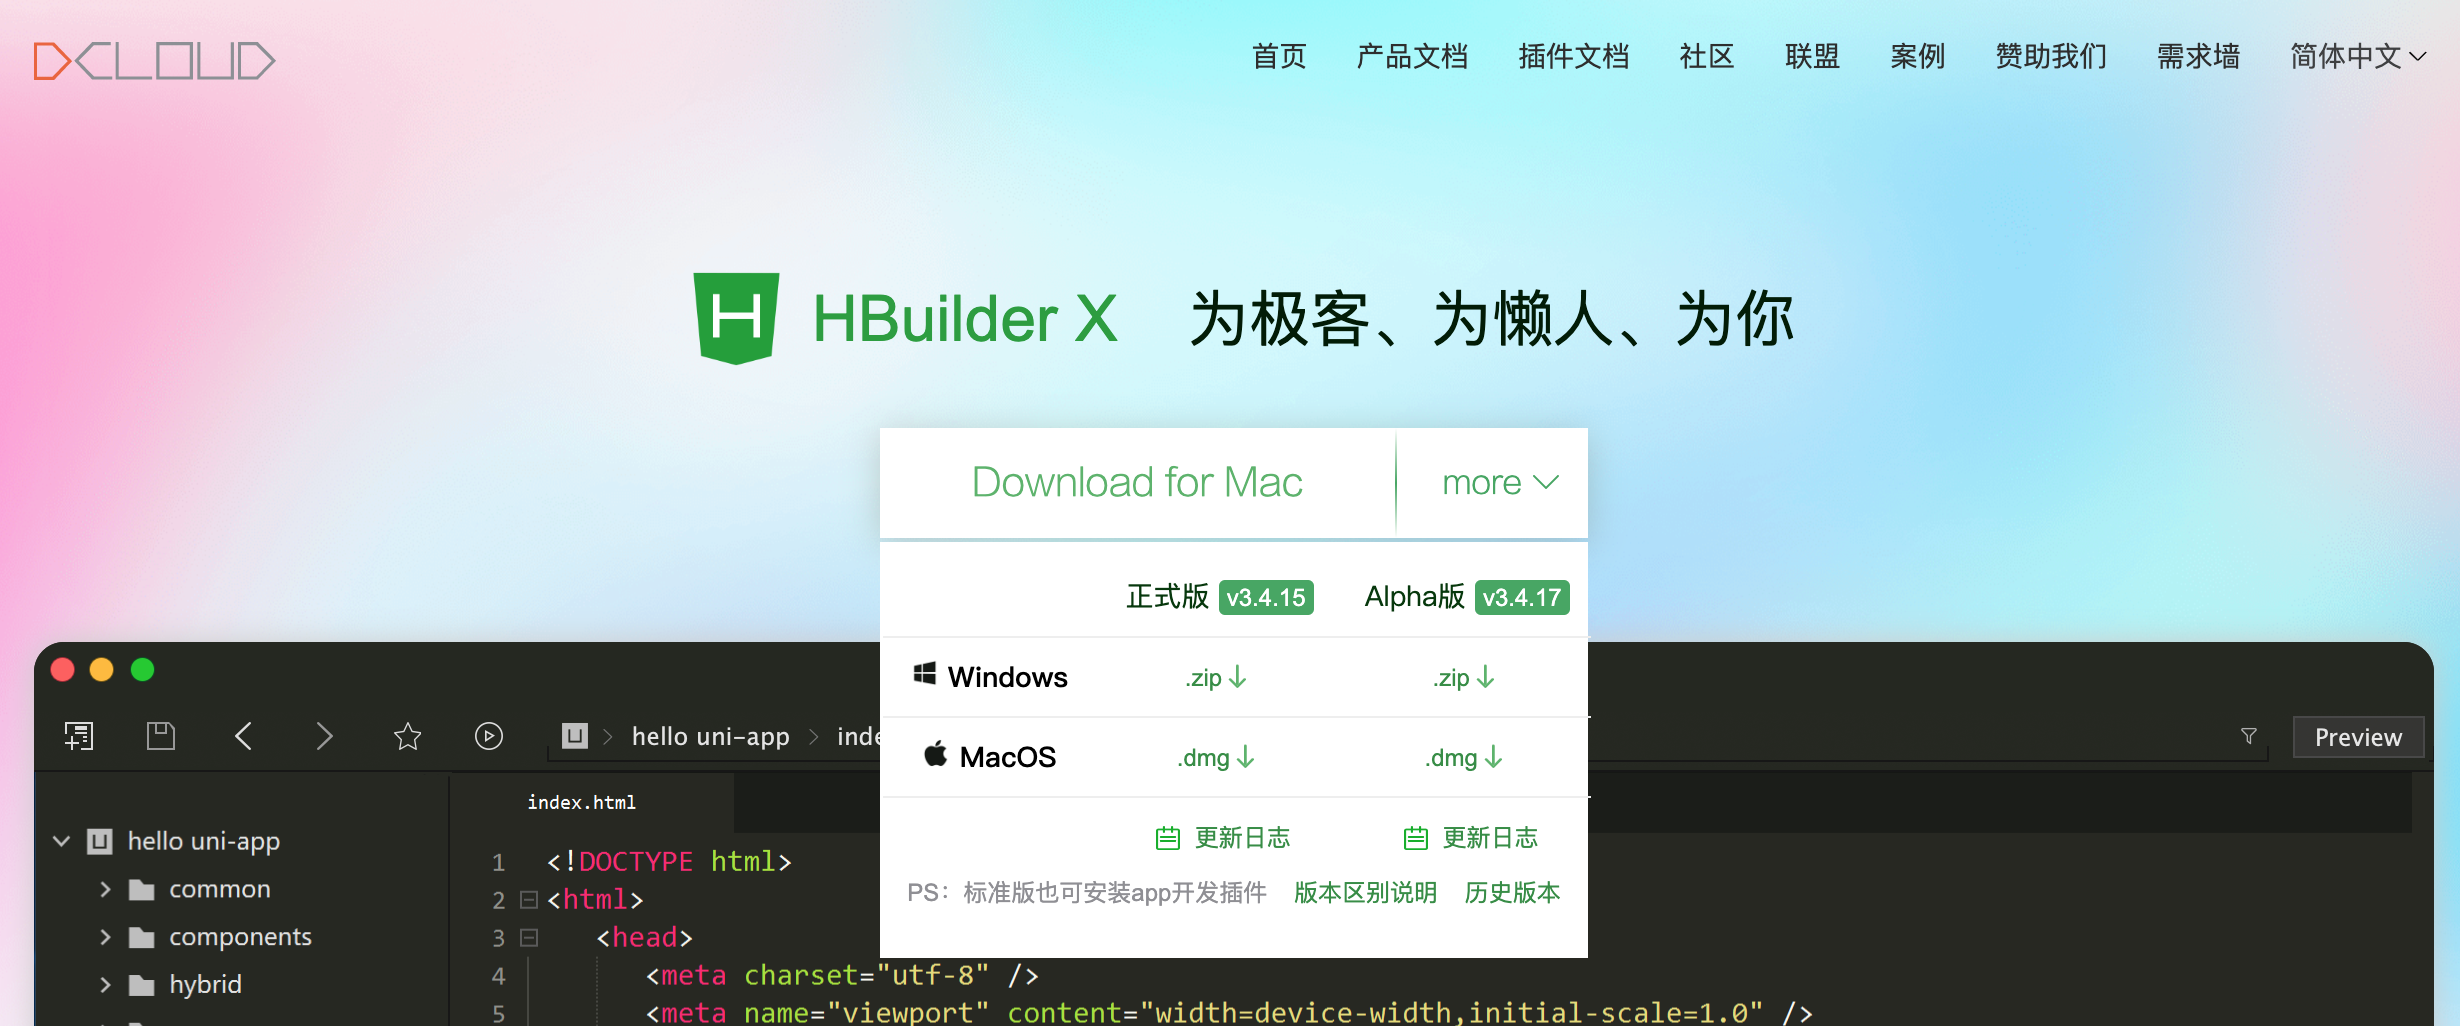 DCLOUD 首页 产品文档 插件文档 社区 联盟 案例 赞助我们 需求墙 简体中文
H HBuilder X 为极客、为懒人、为你
Download for Mac more
正式版 v3.4.15 Alpha版 v3.4.17
Windows .zip .zip
MacOS .dmg .dmg
更新日志 更新日志
PS：标准版也可安装app开发插件 版本区别说明 历史版本
hello uni-app
Preview
index.html
hello uni-app
common
components
hybrid
1 <!DOCTYPE html>
2 <html>
3 <head>
4 <meta charset="utf-8" />
5 <meta name="viewport" content="width=device-width,initial-scale=1.0" />